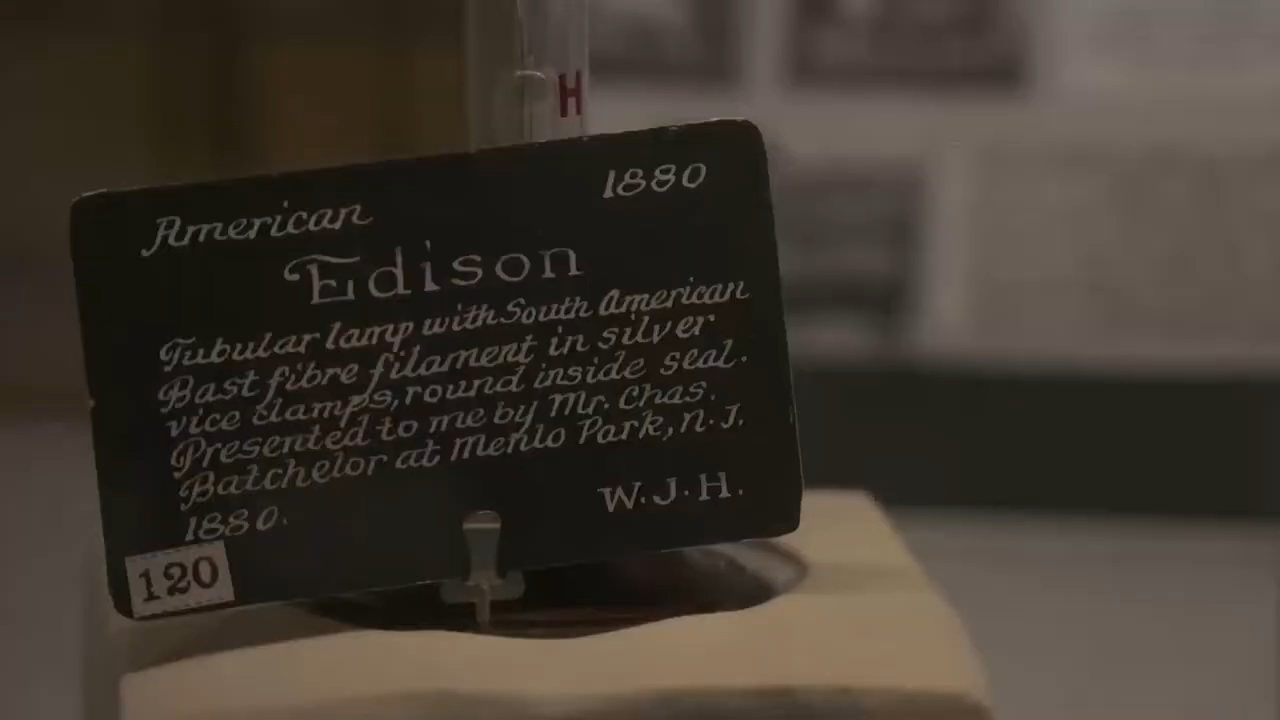 H
American 1880
Edison
Tubular lamp with South American
Bast fibre filament in silver
vice clamps, round inside seal.
Presented to me by Mr. Chas.
Batchelor at Menlo Park, N.J.
1880. W.J.H.
120